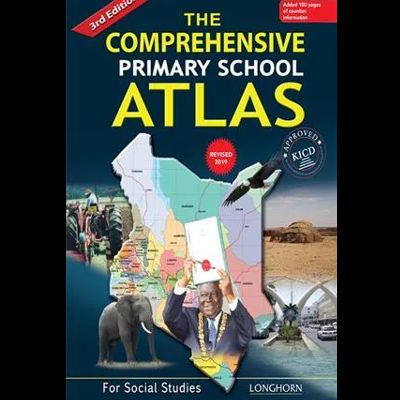 3rd Edition
Added 100 pages
of counties
information
THE
COMPREHENSIVE
PRIMARY SCHOOL
ATLAS
APPROVED
KICD
REVISED
2019
For Social Studies
LONGHORN